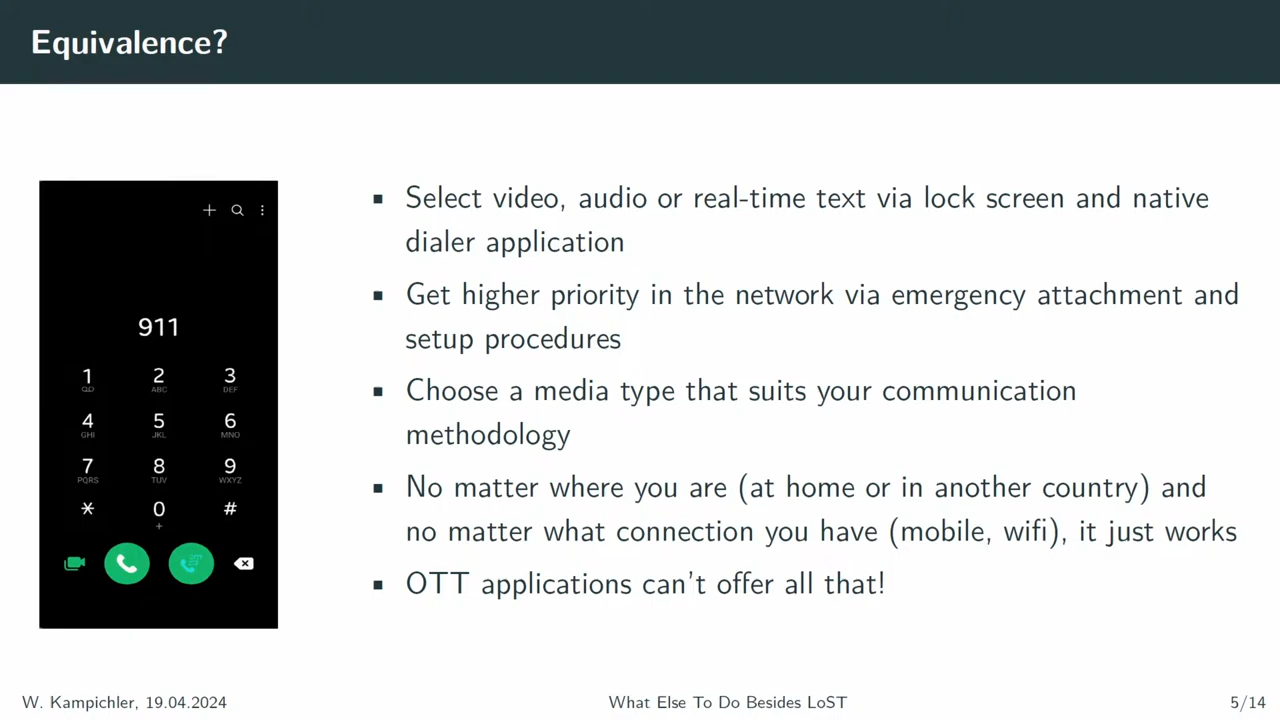 Equivalence?
911
1 2 3
ABC DEF
4 5 6
GHI JKL MNO
7 8 9
PQRS TUV WXYZ
* 0 #
+
▪ Select video, audio or real-time text via lock screen and native
dialer application
▪ Get higher priority in the network via emergency attachment and
setup procedures
▪ Choose a media type that suits your communication
methodology
▪ No matter where you are (at home or in another country) and
no matter what connection you have (mobile, wifi), it just works
▪ OTT applications can't offer all that!
W. Kampichler, 19.04.2024
What Else To Do Besides LoST
5/14